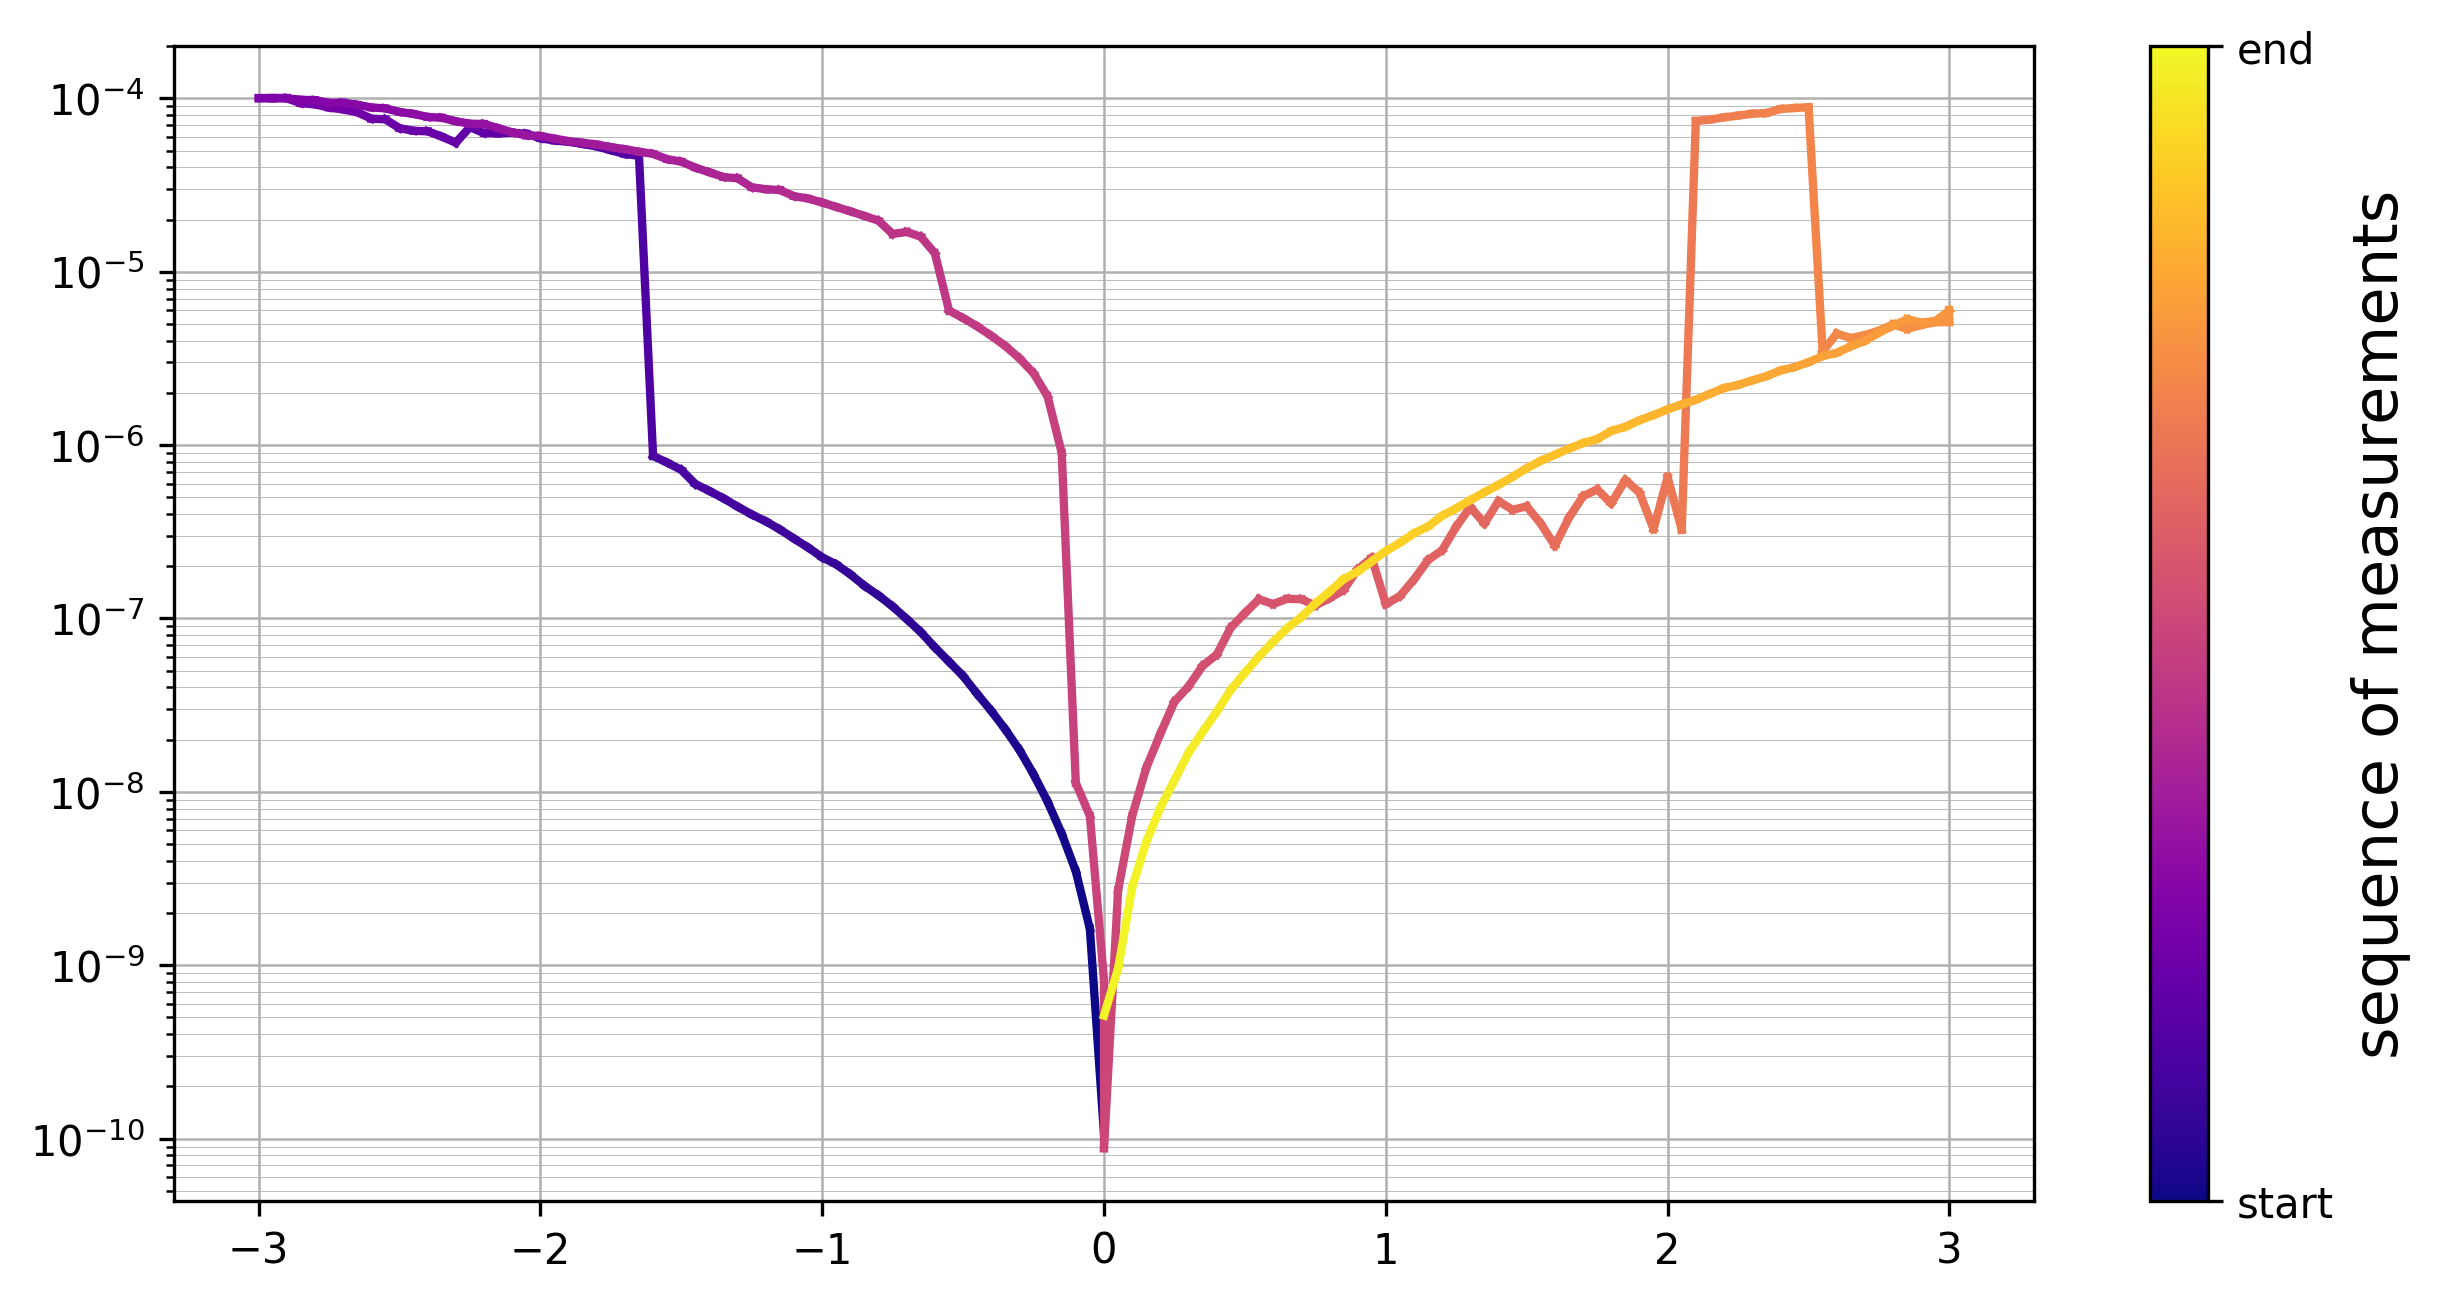 10⁻⁴
10⁻⁵
10⁻⁶
10⁻⁷
10⁻⁸
10⁻⁹
10⁻¹⁰
−3 −2 −1 0 1 2 3
end
start
sequence of measurements